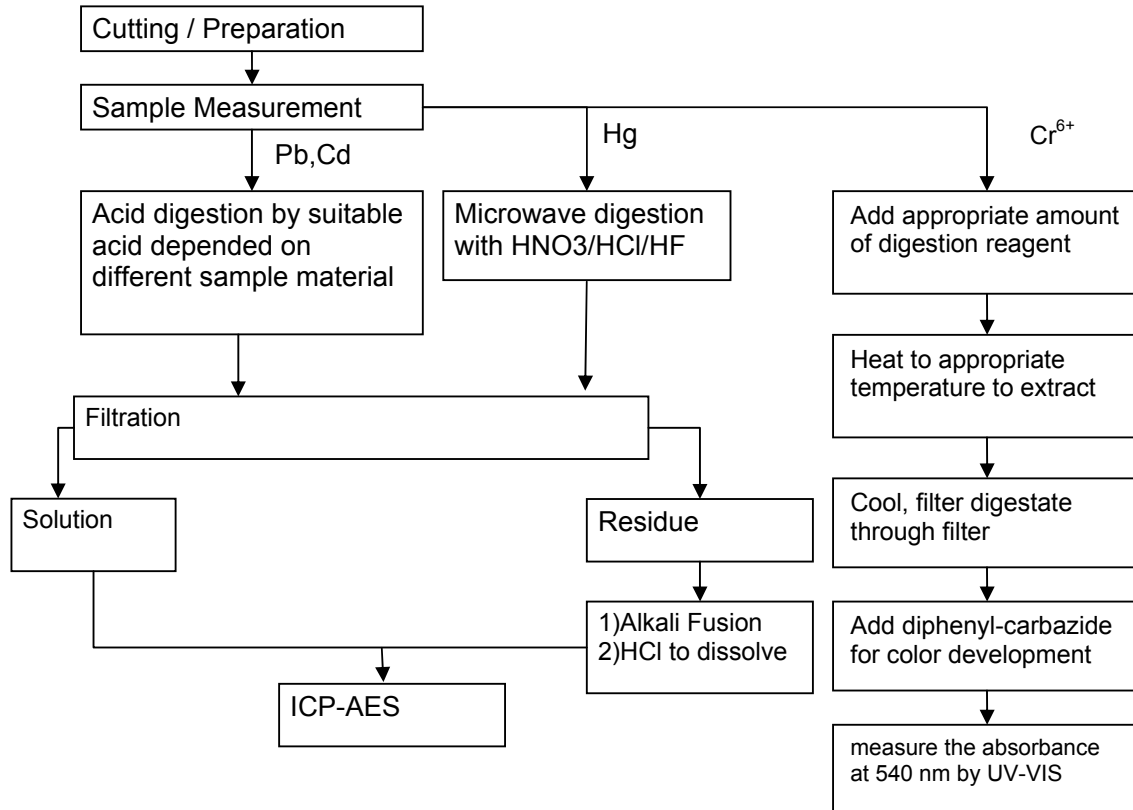 Cutting / Preparation
Sample Measurement
Pb,Cd
Hg
Cr6+
Acid digestion by suitable
acid depended on
different sample material
Microwave digestion
with HNO3/HCl/HF
Add appropriate amount
of digestion reagent
Heat to appropriate
temperature to extract
Filtration
Solution
Residue
Cool, filter digestate
through filter
1)Alkali Fusion
2)HCl to dissolve
Add diphenyl-carbazide
for color development
ICP-AES
measure the absorbance
at 540 nm by UV-VIS